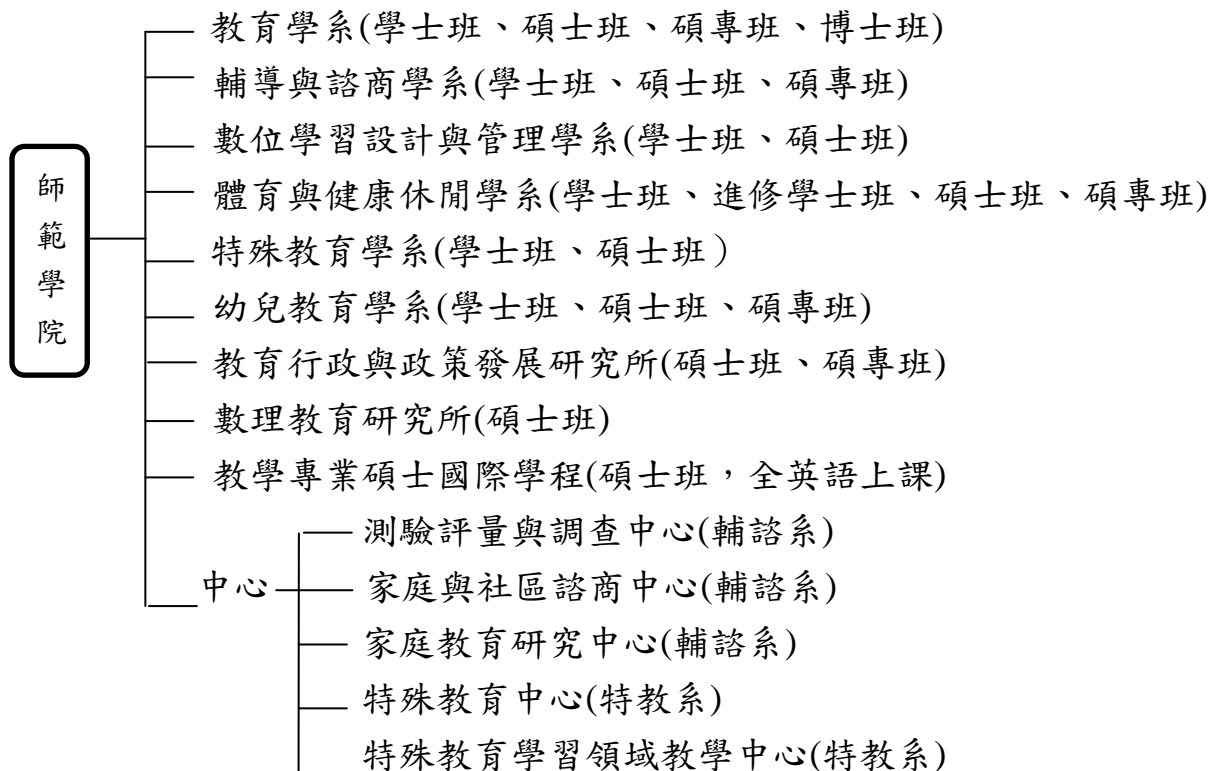 教育學系(學士班、碩士班、碩專班、博士班)
輔導與諮商學系(學士班、碩士班、碩專班)
數位學習設計與管理學系(學士班、碩士班)
體育與健康休閒學系(學士班、進修學士班、碩士班、碩專班)
師範學院
特殊教育學系(學士班、碩士班）
幼兒教育學系(學士班、碩士班、碩專班)
教育行政與政策發展研究所(碩士班、碩專班)
數理教育研究所(碩士班)
教學專業碩士國際學程(碩士班，全英語上課)
測驗評量與調查中心(輔諮系)
中心
家庭與社區諮商中心(輔諮系)
家庭教育研究中心(輔諮系)
特殊教育中心(特教系)
特殊教育學習領域教學中心(特教系)